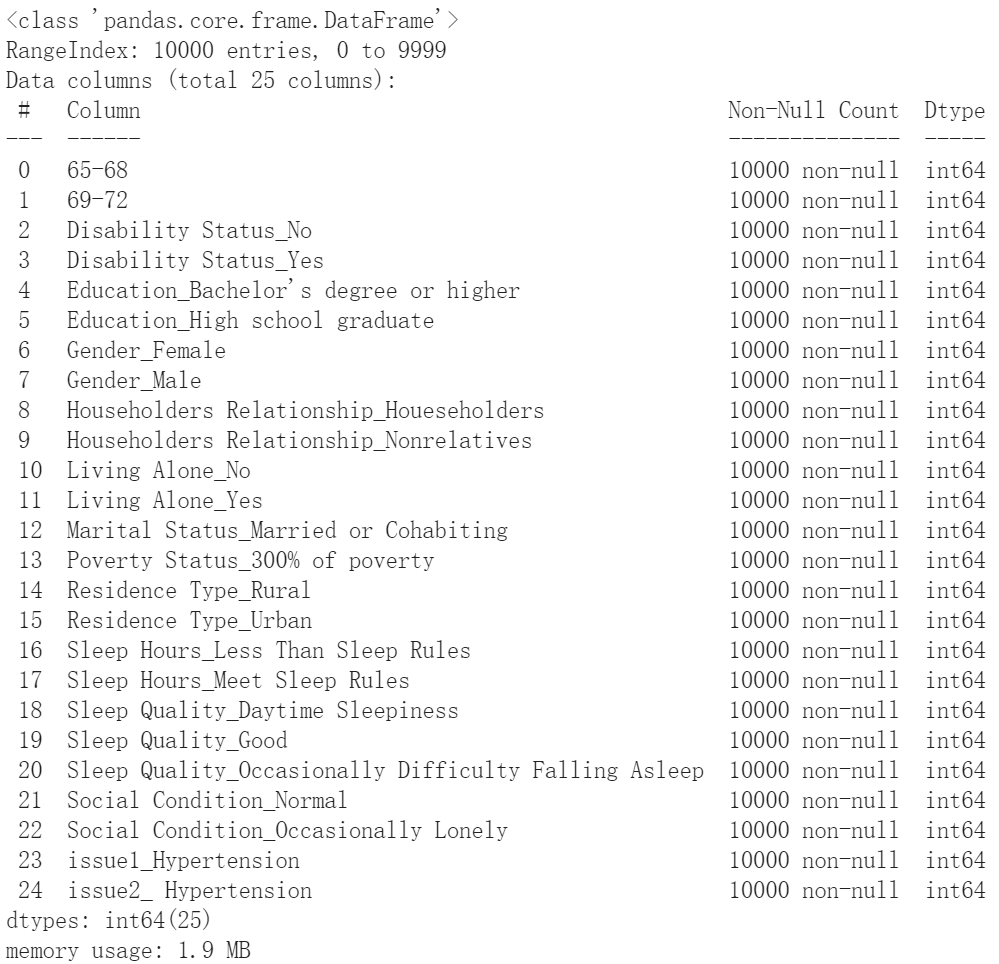 <class 'pandas.core.frame.DataFrame'>
RangeIndex: 10000 entries, 0 to 9999
Data columns (total 25 columns):
 #   Column                                             Non-Null Count  Dtype
---  ------                                             --------------  -----
 0   65-68                                              10000 non-null  int64
 1   69-72                                              10000 non-null  int64
 2   Disability Status_No                               10000 non-null  int64
 3   Disability Status_Yes                              10000 non-null  int64
 4   Education_Bachelor's degree or higher              10000 non-null  int64
 5   Education_High school graduate                     10000 non-null  int64
 6   Gender_Female                                      10000 non-null  int64
 7   Gender_Male                                        10000 non-null  int64
 8   Householders Relationship_Houeseholders            10000 non-null  int64
 9   Householders Relationship_Nonrelatives             10000 non-null  int64
 10  Living Alone_No                                    10000 non-null  int64
 11  Living Alone_Yes                                   10000 non-null  int64
 12  Marital Status_Married or Cohabiting               10000 non-null  int64
 13  Poverty Status_300% of poverty                     10000 non-null  int64
 14  Residence Type_Rural                               10000 non-null  int64
 15  Residence Type_Urban                               10000 non-null  int64
 16  Sleep Hours_Less Than Sleep Rules                  10000 non-null  int64
 17  Sleep Hours_Meet Sleep Rules                       10000 non-null  int64
 18  Sleep Quality_Daytime Sleepiness                   10000 non-null  int64
 19  Sleep Quality_Good                                 10000 non-null  int64
 20  Sleep Quality_Occasionally Difficulty Falling Asleep  10000 non-null  int64
 21  Social Condition_Normal                            10000 non-null  int64
 22  Social Condition_Occasionally Lonely               10000 non-null  int64
 23  issue1_Hypertension                                10000 non-null  int64
 24  issue2_ Hypertension                               10000 non-null  int64
dtypes: int64(25)
memory usage: 1.9 MB